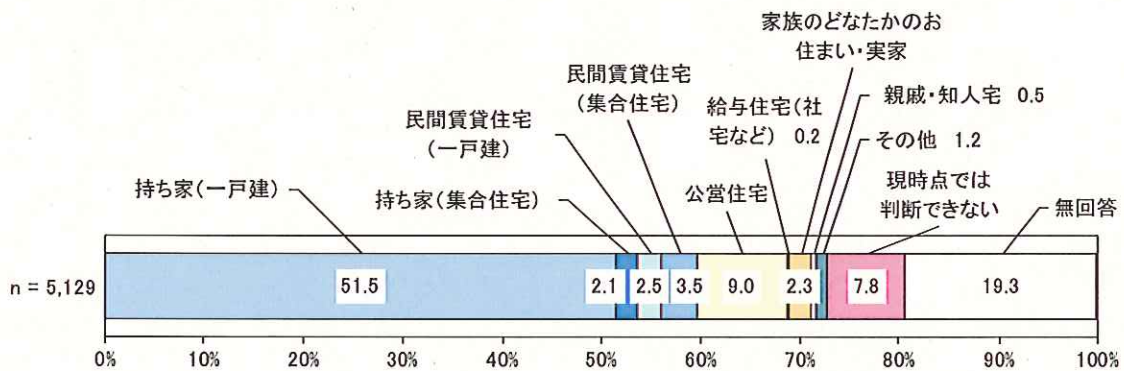 家族のどなたかのお
住まい・実家
民間賃貸住宅
(集合住宅)
給与住宅(社
宅など) 0.2
親戚・知人宅 0.5
民間賃貸住宅
(一戸建)
その他 1.2
持ち家(一戸建)
持ち家(集合住宅)
公営住宅
現時点では
判断できない
無回答
n = 5,129
51.5
2.1
2.5
3.5
9.0
2.3
7.8
19.3
0%
10%
20%
30%
40%
50%
60%
70%
80%
90%
100%